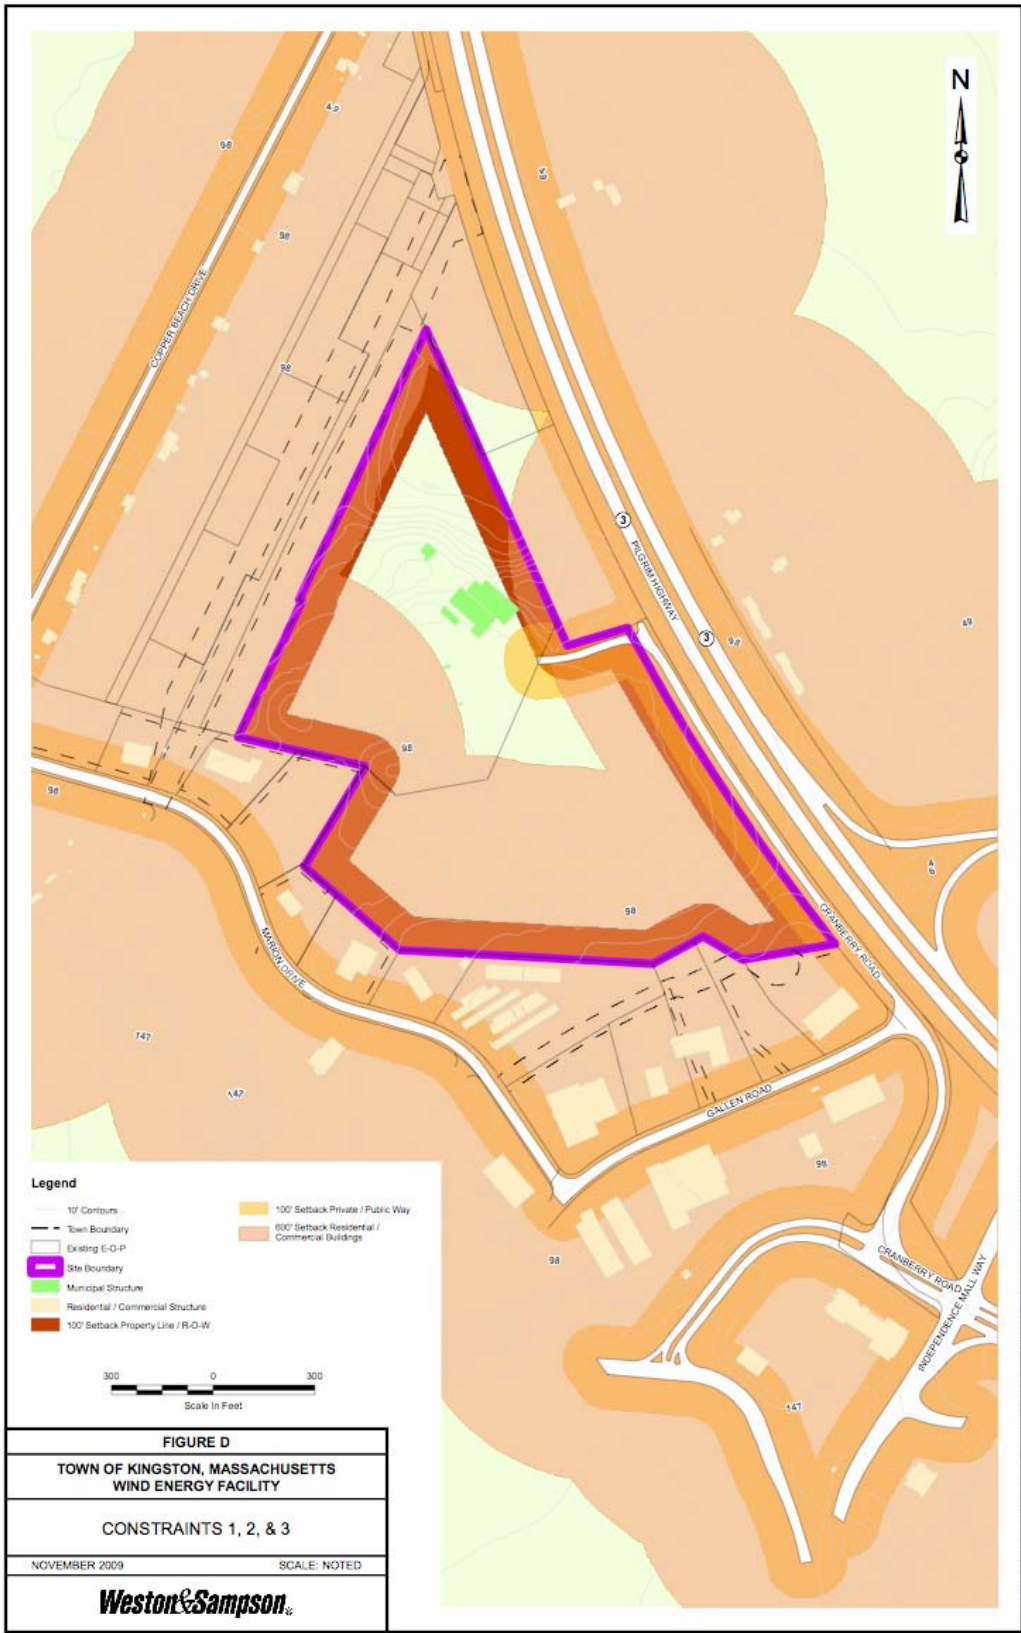 N
49
98
64
98
COPPER BEACH DRIVE
98
3
PILGRIM HIGHWAY
3
98
49
98
98
98
CRANBERRY ROAD
MARION DRIVE
147
147
GALLEN ROAD
98
98
CRANBERRY ROAD
INDEPENDENCE MALL WAY
147
Legend
10' Contours
Town Boundary
Existing E-O-P
Site Boundary
Municipal Structure
Residential / Commercial Structure
100' Setback Property Line / R-O-W
100' Setback Private / Public Way
600' Setback Residential /
Commercial Buildings
300 0 300
Scale In Feet
FIGURE D
TOWN OF KINGSTON, MASSACHUSETTS
WIND ENERGY FACILITY
CONSTRAINTS 1, 2, & 3
NOVEMBER 2009 SCALE: NOTED
Weston&Sampson